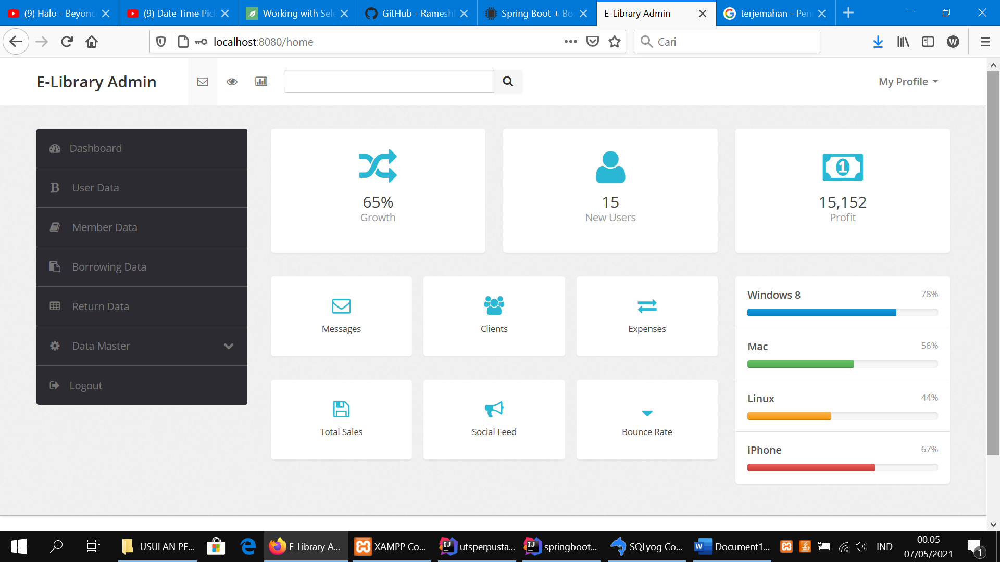 (9) Halo - Beyonc
(9) Date Time Pick
Working with Sele
GitHub - Ramesh
Spring Boot + Bo
E-Library Admin
terjemahan - Pen
localhost:8080/home
Cari
W
E-Library Admin
My Profile
Dashboard
B User Data
Member Data
Borrowing Data
Return Data
Data Master
Logout
65%
Growth
15
New Users
1
15,152
Profit
Messages
Clients
Expenses
Total Sales
Social Feed
Bounce Rate
Windows 8 78%
Mac 56%
Linux 44%
iPhone 67%
USULAN PE...
E-Library A...
XAMPP Co...
utsperpusta...
springboot...
SQLyog Co...
Document1...
IND
00.05
07/05/2021
1